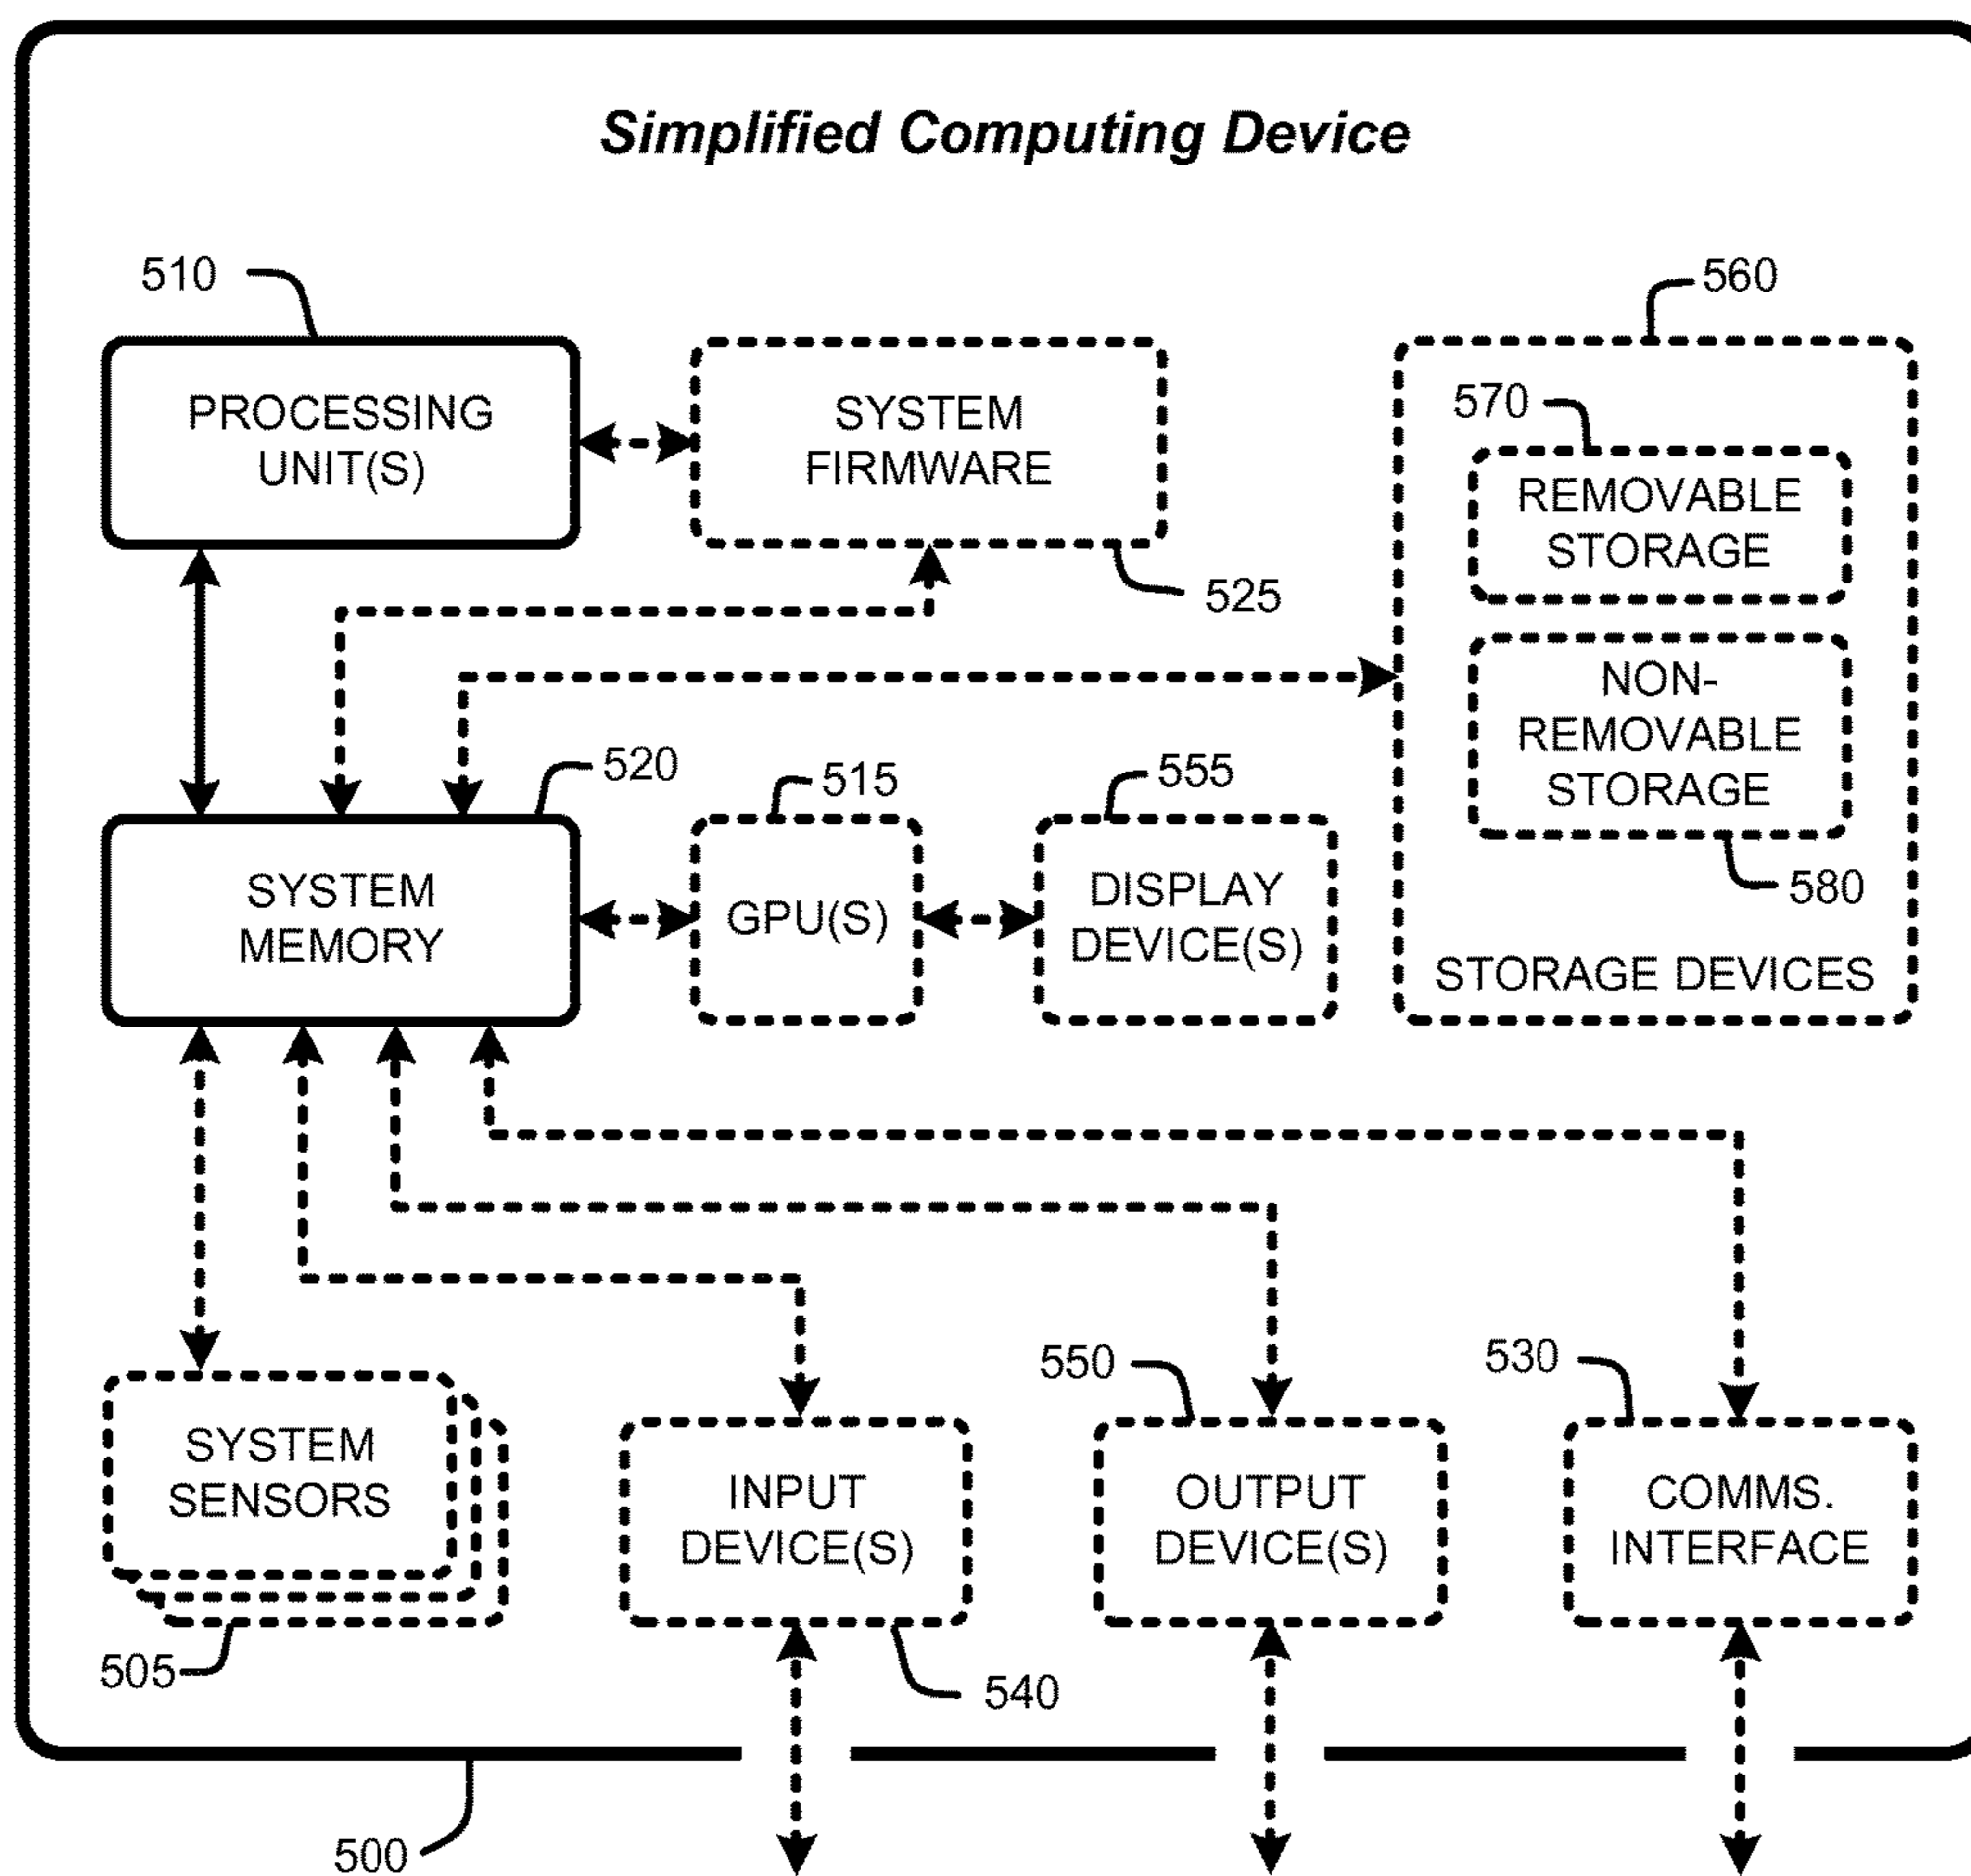 Simplified Computing Device
510
560
PROCESSING
UNIT(S)
SYSTEM
FIRMWARE
525
570
REMOVABLE
STORAGE
NON-
REMOVABLE
STORAGE
580
STORAGE DEVICES
520
515
555
SYSTEM
MEMORY
GPU(S)
DISPLAY
DEVICE(S)
550
530
SYSTEM
SENSORS
INPUT
DEVICE(S)
OUTPUT
DEVICE(S)
COMMS.
INTERFACE
505
540
500